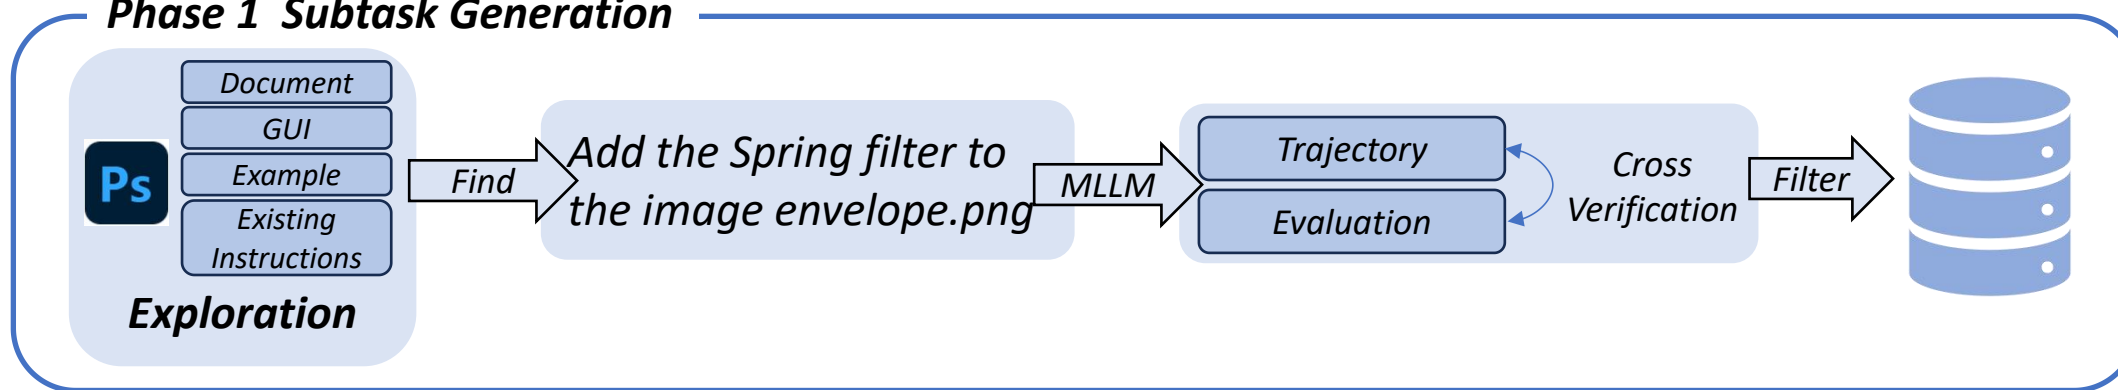 Phase 1 Subtask Generation
Document
GUI
Example
Existing
Instructions
Ps
Exploration
Find
Add the Spring filter to
the image envelope.png
MLLM
Trajectory
Evaluation
Cross
Verification
Filter